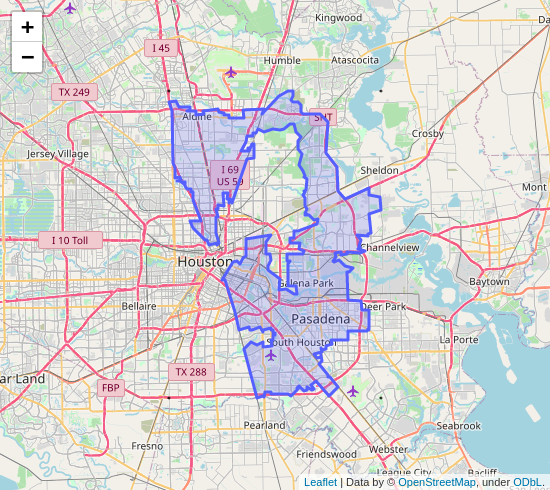 +
−
Kingwood
Da
I 45
Humble
Atascocita
TX 249
Aldine
SHT
Crosby
Jersey Village
I 69
US 59
Sheldon
Mont
I 10 Toll
Channelview
Houston
Galena Park
Baytown
Bellaire
Pasadena
Deer Park
South Houston
La Porte
TX 288
ar Land
FBP
Pearland
Seabrook
Fresno
Friendswood
Webster
League City
Bacliff
Leaflet | Data by © OpenStreetMap, under ODbL.